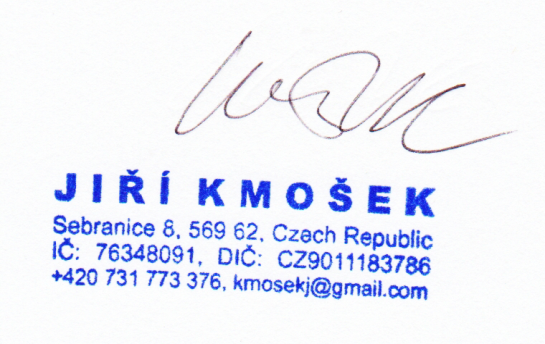 JIŘÍ KMOŠEK
Sebranice 8, 569 62, Czech Republic
IČ: 76348091, DIČ: CZ9011183786
+420 731 773 376, kmosekj@gmail.com